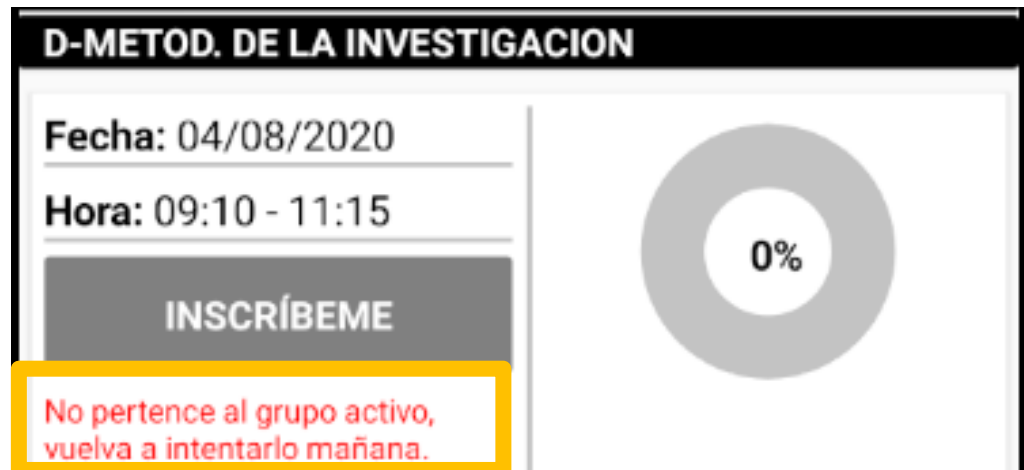 D-METOD. DE LA INVESTIGACION
Fecha: 04/08/2020
Hora: 09:10 - 11:15
0%
INSCRÍBEME
No pertence al grupo activo,
vuelva a intentarlo mañana.